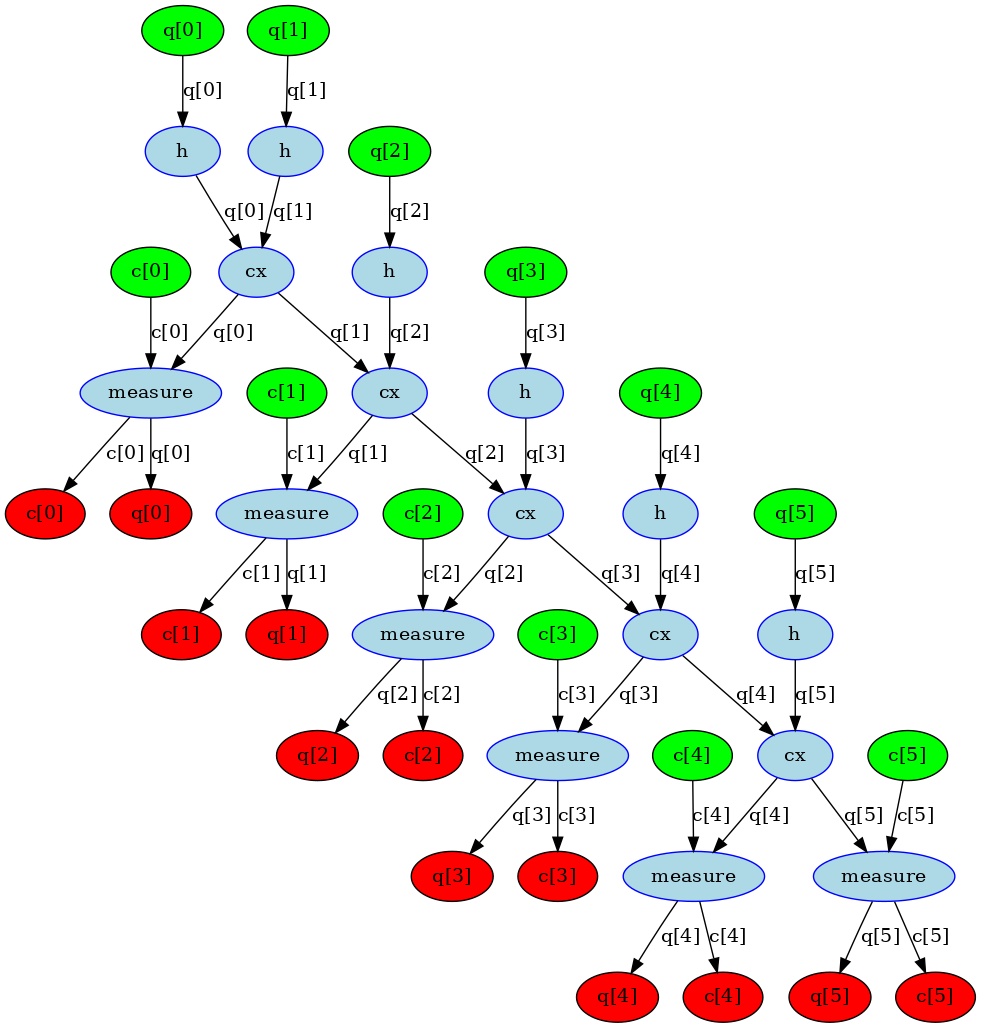 q[0] q[1]
q[0] q[1]
h h q[2]
q[0] q[1] q[2]
c[0] cx h q[3]
c[0] q[0] q[1] q[2] q[3]
measure c[1] cx h q[4]
c[0] q[0] c[1] q[1] q[2] q[3] q[4]
c[0] q[0] measure c[2] cx h q[5]
c[1] q[1] c[2] q[2] q[3] q[4] q[5]
c[1] q[1] measure c[3] cx h
q[2] c[2] c[3] q[3] q[4] q[5]
q[2] c[2] measure c[4] cx c[5]
q[3] c[3] c[4] q[4] q[5] c[5]
q[3] c[3] measure measure
q[4] c[4] q[5] c[5]
q[4] c[4] q[5] c[5]